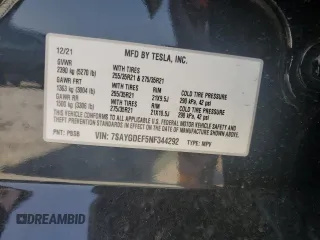 12/21 MFD BY TESLA, INC.
GVWR
2390 kg (5270 lb) WITH TIRES
255/35R21 & 275/35R21
GAWR FRT
1363 kg (3004 lb) WITH TIRES 255/35R21 21X9.5J COLD TIRE PRESSURE 290 kPa, 42 psi
GAWR RR
1500 kg (3306 lb) WITH TIRES 275/35R21 21X10.5J COLD TIRE PRESSURE 290 kPa, 42 psi
THIS VEHICLE CONFORMS TO ALL APPLICABLE U.S. FEDERAL MOTOR VEHICLE SAFETY AND THEFT PREVENTION STANDARDS IN EFFECT ON THE DATE OF MANUFACTURE SHOWN ABOVE.
PNT: PBSB VIN: 7SAYGDEF5NF344292 TYPE: MPV
DREAMBID